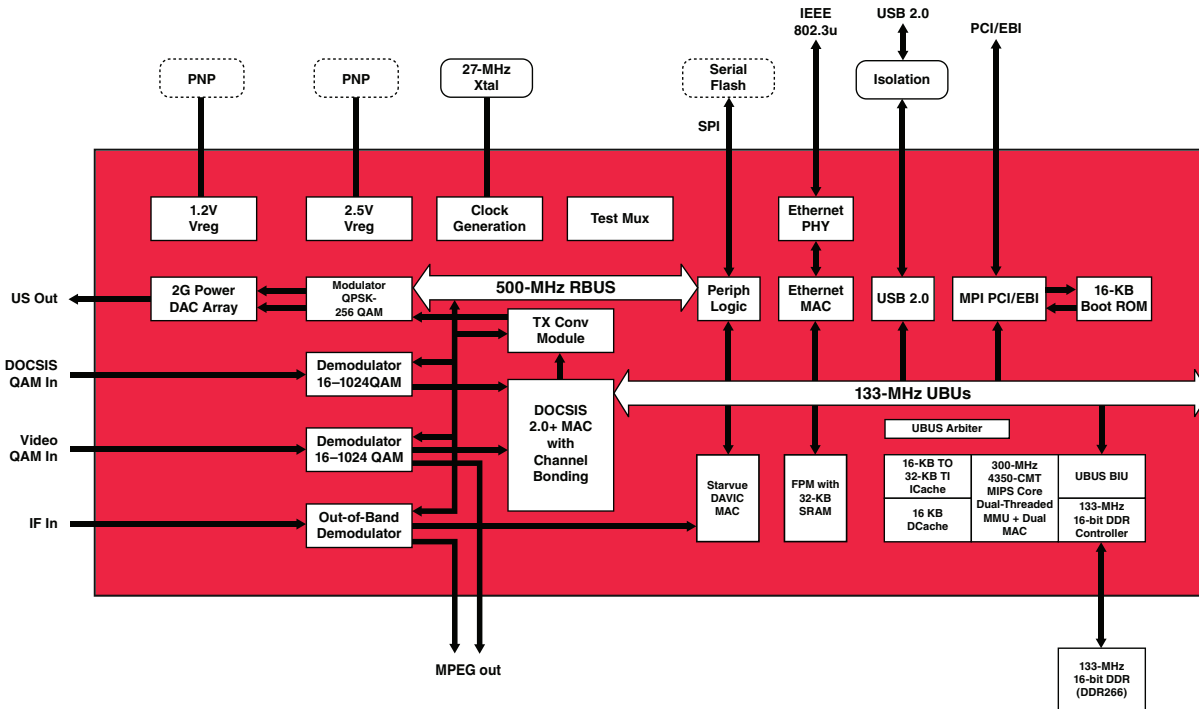 IEEE
802.3u
USB 2.0
PCI/EBI
PNP
PNP
27-MHz
Xtal
Serial
Flash
Isolation
SPI
1.2V
Vreg
2.5V
Vreg
Clock
Generation
Test Mux
Ethernet
PHY
US Out
2G Power
DAC Array
Modulator
QPSK-
256 QAM
500-MHz RBUS
Periph
Logic
Ethernet
MAC
USB 2.0
MPI PCI/EBI
16-KB
Boot ROM
TX Conv
Module
DOCSIS
QAM In
Demodulator
16–1024QAM
DOCSIS
2.0+ MAC
with
Channel
Bonding
133-MHz UBUs
Video
QAM In
Demodulator
16–1024 QAM
UBUS Arbiter
Starvue
DAVIC
MAC
FPM with
32-KB
SRAM
16-KB TO
32-KB TI
ICache
16 KB
DCache
300-MHz
4350-CMT
MIPS Core
Dual-Threaded
MMU + Dual
MAC
UBUS BIU
133-MHz
16-bit DDR
Controller
IF In
Out-of-Band
Demodulator
MPEG out
133-MHz
16-bit DDR
(DDR266)